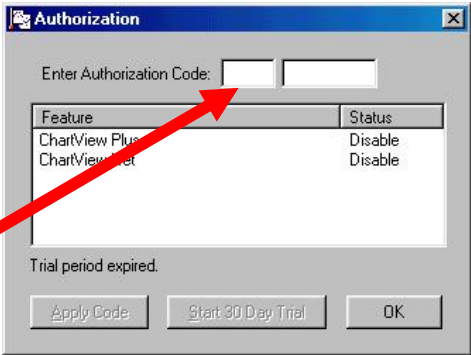 Authorization
Enter Authorization Code:
Feature Status
ChartView Plus Disable
ChartView Net Disable
Trial period expired.
Apply Code Start 30 Day Trial OK